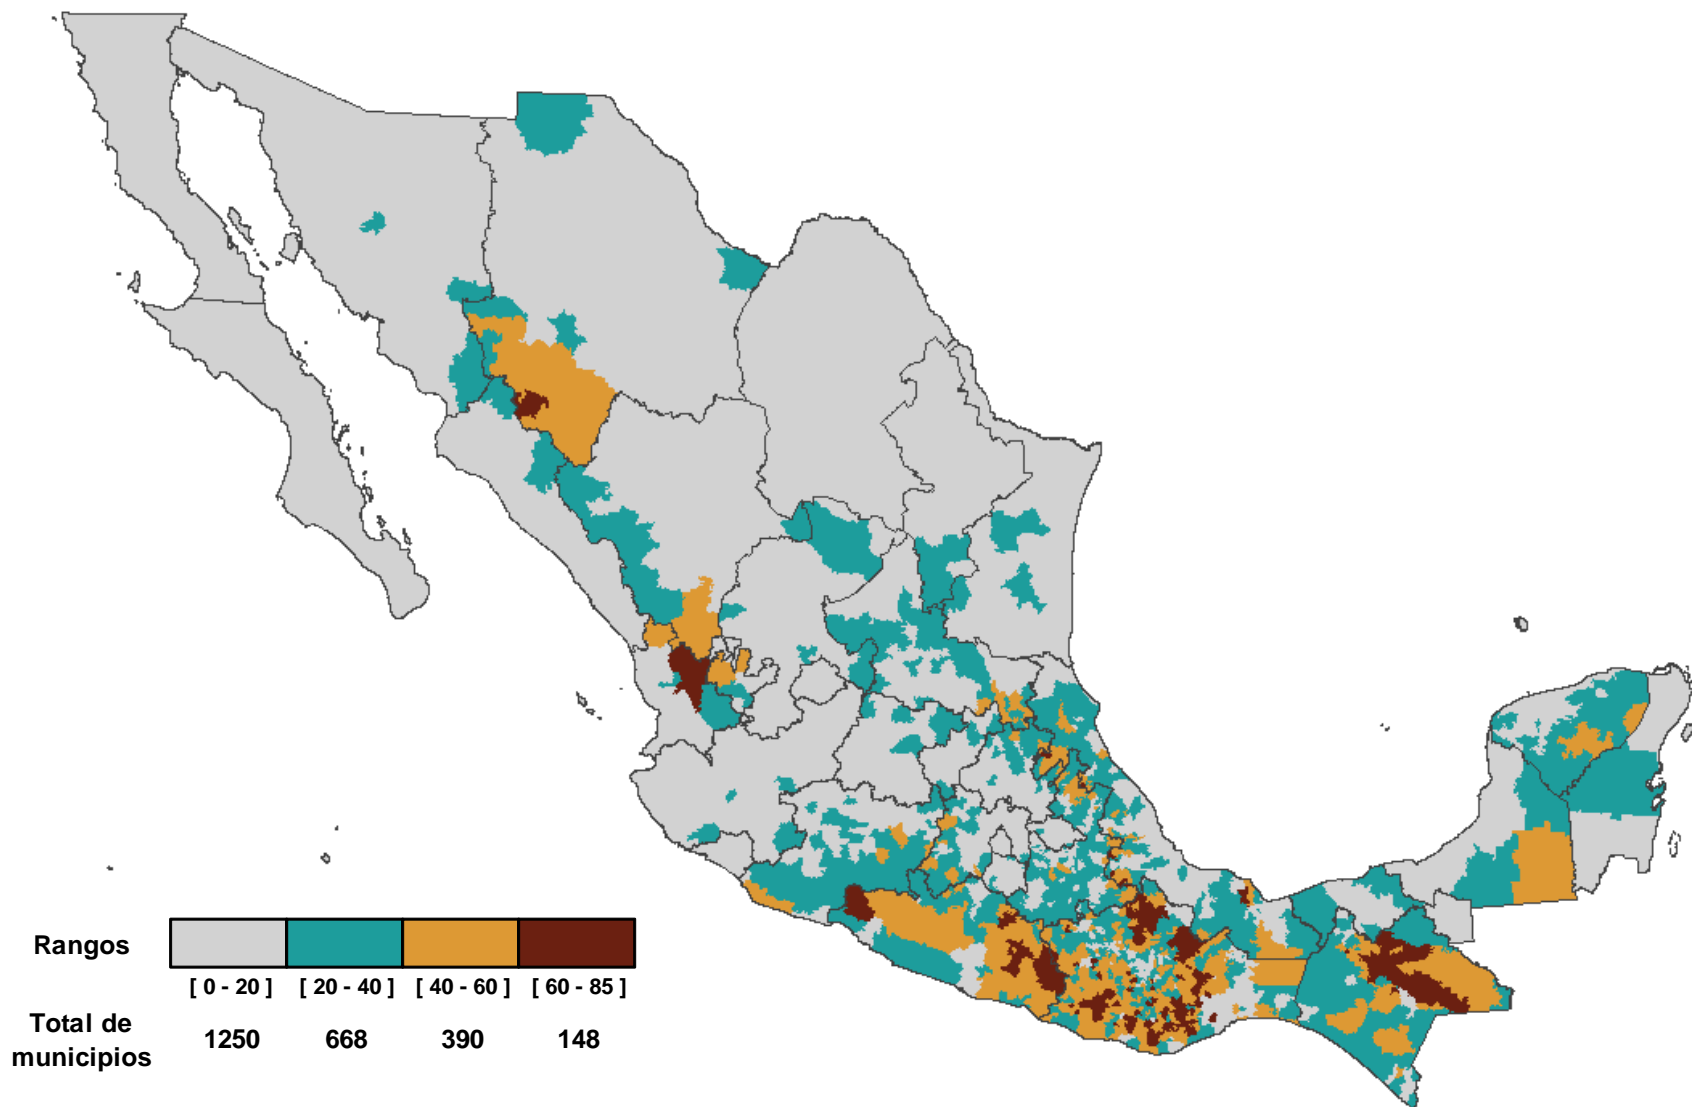 Rangos
[ 0 - 20 ] [ 20 - 40 ] [ 40 - 60 ] [ 60 - 85 ]
Total de
municipios
1250 668 390 148